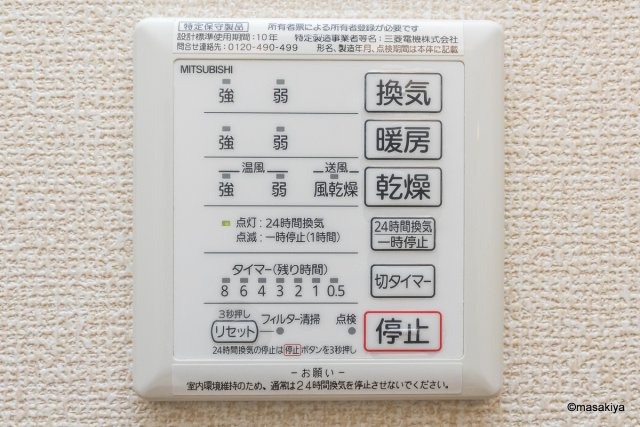 特定保守製品 所有者票による所有者登録が必要です
設計標準使用期間:10年 特定製造事業者等名:三菱電機株式会社
問合せ連絡先:0120-490-499 形名、製造年月、点検期間は本体に記載
MITSUBISHI
強 弱 換気
強 弱 暖房
温風 送風
強 弱 風乾燥 乾燥
点灯:24時間換気
点滅:一時停止(1時間)
24時間換気
一時停止
タイマー(残り時間)
8 6 4 3 2 1 0.5
切タイマー
3秒押し
リセット フィルター清掃 点検
停止
24時間換気の停止は停止ボタンを3秒押し
-お願い-
室内環境維持のため、通常は24時間換気を停止させないでください。
©masakiya